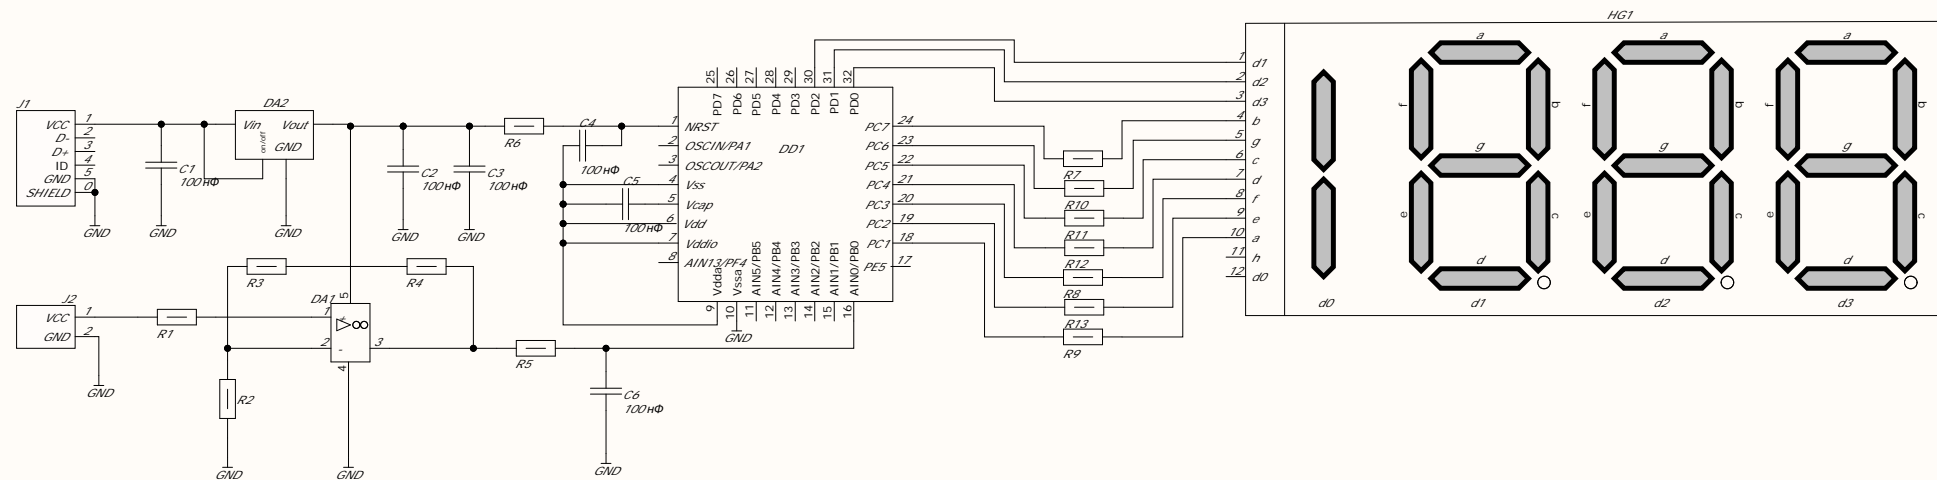 HG1
J1
VCC 1
D- 2
D+ 3
ID 4
GND 5
SHIELD 0
GND
C1
100нФ
GND
DA2
Vin Vout
on/off
GND
GND
C2
100нФ
GND
C3
100нФ
GND
R6
C4
100нФ
C5
100нФ
R3
R4
J2
VCC 1
GND 2
GND
R1
R2
GND
DA1
5
1
2
3
4
+
▷∞
-
GND
R5
C6
100нФ
GND
DD1
25 26 27 28 29 30 31 32
PD7 PD6 PD5 PD4 PD3 PD2 PD1 PD0
1 NRST
2 OSCIN/PA1
3 OSCOUT/PA2
4 Vss
5 Vcap
6 Vdd
7 Vddio
8 AIN13/PF4
Vdda Vssa AIN5/PB5 AIN4/PB4 AIN3/PB3 AIN2/PB2 AIN1/PB1 AIN0/PB0
9 10 11 12 13 14 15 16
GND
PC7 24
PC6 23
PC5 22
PC4 21
PC3 20
PC2 19
PC1 18
PE5 17
R7
R10
R11
R12
R8
R13
R9
1 d1
2 d2
3 d3
4 b
5 g
6 c
7 d
8 f
9 e
10 a
11 h
12 d0
a a a
f b f b f b
g g g
e c e c e c
d d d
d0 d1 d2 d3